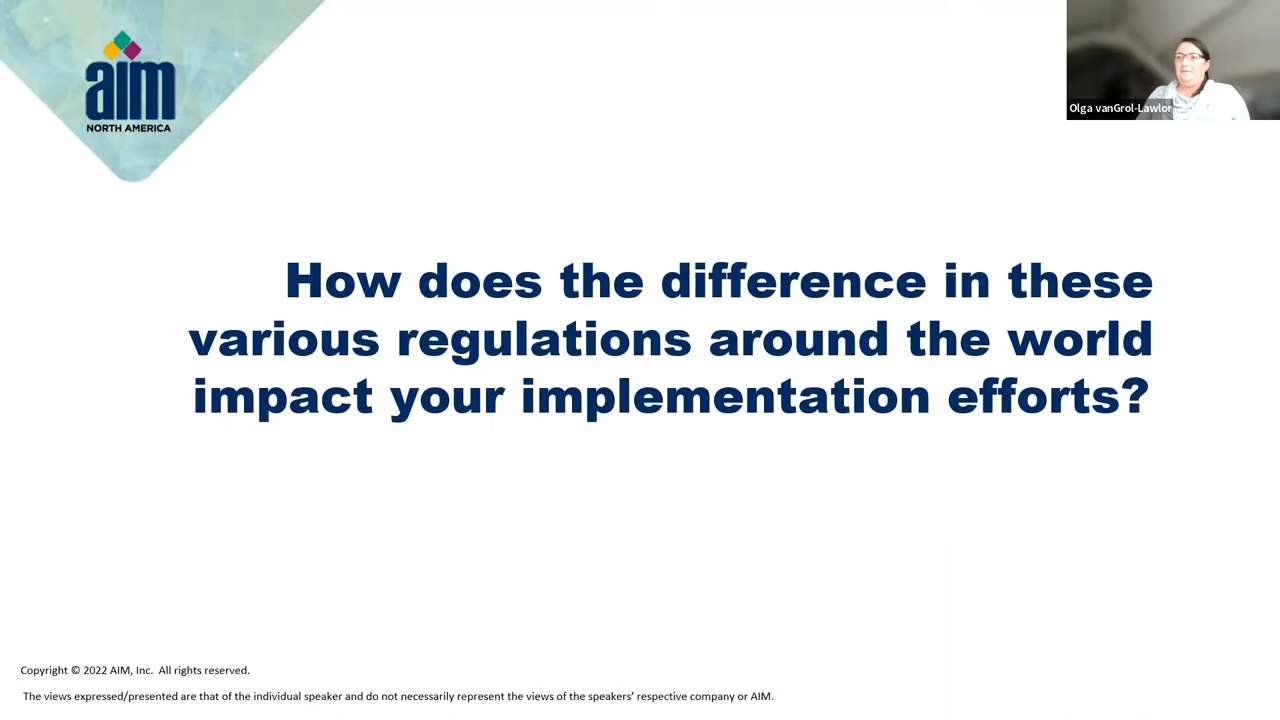 aim
NORTH AMERICA
Olga vanGrol-Lawlor
How does the difference in these
various regulations around the world
impact your implementation efforts?
Copyright © 2022 AIM, Inc.  All rights reserved.
The views expressed/presented are that of the individual speaker and do not necessarily represent the views of the speakers’ respective company or AIM.